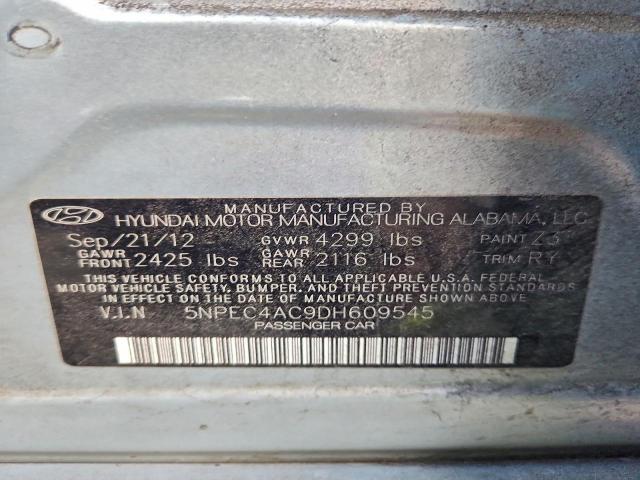 MANUFACTURED BY
HYUNDAI MOTOR MANUFACTURING ALABAMA, LLC
Sep/21/12 GVWR 4299 lbs PAINT Z3
GAWR FRONT 2425 lbs GAWR REAR 2116 lbs TRIM RY
THIS VEHICLE CONFORMS TO ALL APPLICABLE U.S.A. FEDERAL
MOTOR VEHICLE SAFETY, BUMPER, AND THEFT PREVENTION STANDARDS
IN EFFECT ON THE DATE OF MANUFACTURE SHOWN ABOVE.
V.I.N 5NPEC4AC9DH609545
PASSENGER CAR